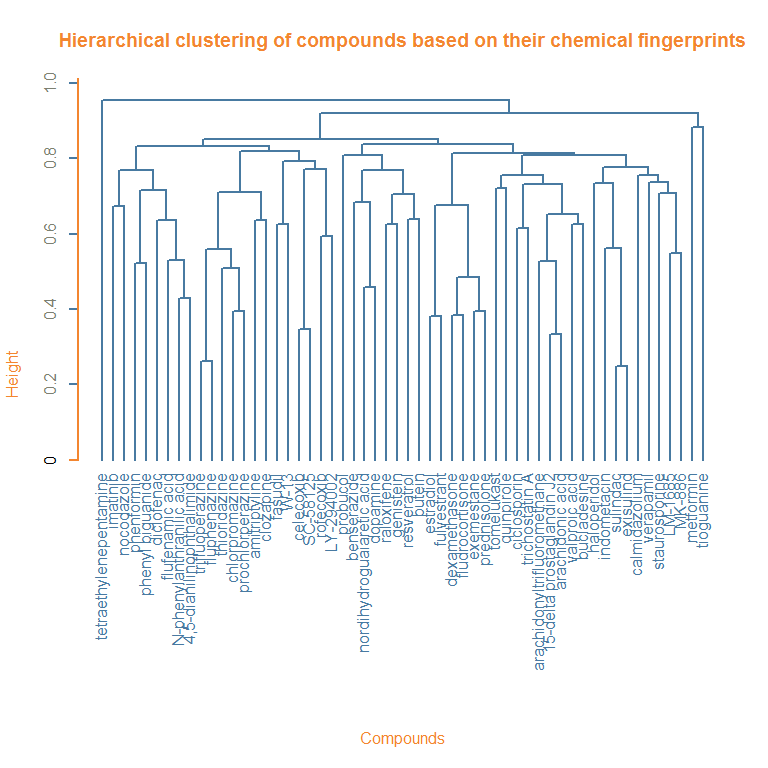 Hierarchical clustering of compounds based on their chemical fingerprints
1.0
0.8
0.6
0.4
0.2
0
Height
tetraethylenepentamine
imatinib
nocodazole
phenformin
phenyl biguanide
diclofenac
flufenamic acid
N-phenylanthranilic acid
4,5-dianilinophthalimide
trifluoperazine
fluphenazine
thioridazine
chlorpromazine
prochlorperazine
amitriptyline
clozapine
fasudil
W-13
celecoxib
SC-58125
rofecoxib
LY-294002
probucol
benserazide
nordihydroguaiaretic acid
dopamine
raloxifene
genistein
resveratrol
butein
estradiol
fulvestrant
dexamethasone
fludrocortisone
exemestane
prednisolone
tomelukast
quinpirole
ciclosporin
trichostatin A
arachidonyltrifluoromethane
15-delta prostaglandin J2
arachidonic acid
valproic acid
bucladesine
haloperidol
indometacin
sulindac
exisulind
calmidazolium
verapamil
staurosporine
LM-1685
MK-886
metformin
tioguanine
Compounds